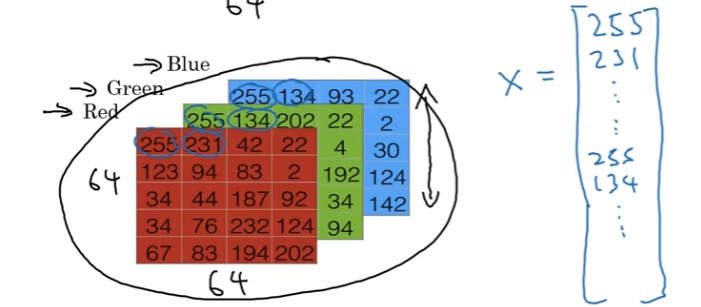 64
Blue
Green
Red
255 134 93 22
255 134 202 22 2
255 231 42 22 4 30
123 94 83 2 192 124
34 44 187 92 34 142
34 76 232 124 94
67 83 194 202
64
64
X =
255
231
255
134